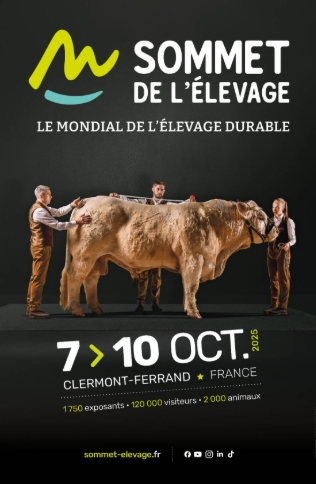 SOMMET
DE L'ÉLEVAGE
LE MONDIAL DE L'ÉLEVAGE DURABLE
7 > 10 OCT. 2025
CLERMONT-FERRAND ★ FRANCE
1 750 exposants • 120 000 visiteurs • 2 000 animaux
sommet-elevage.fr